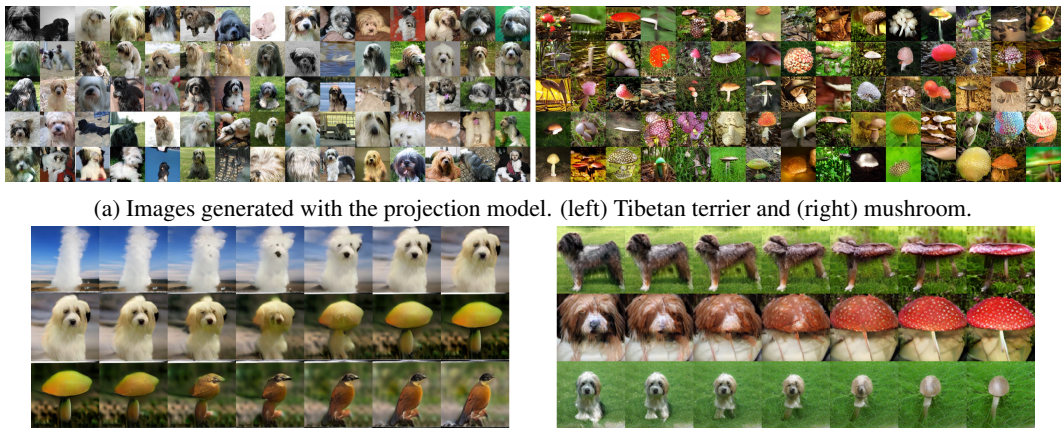 (a) Images generated with the projection model. (left) Tibetan terrier and (right) mushroom.